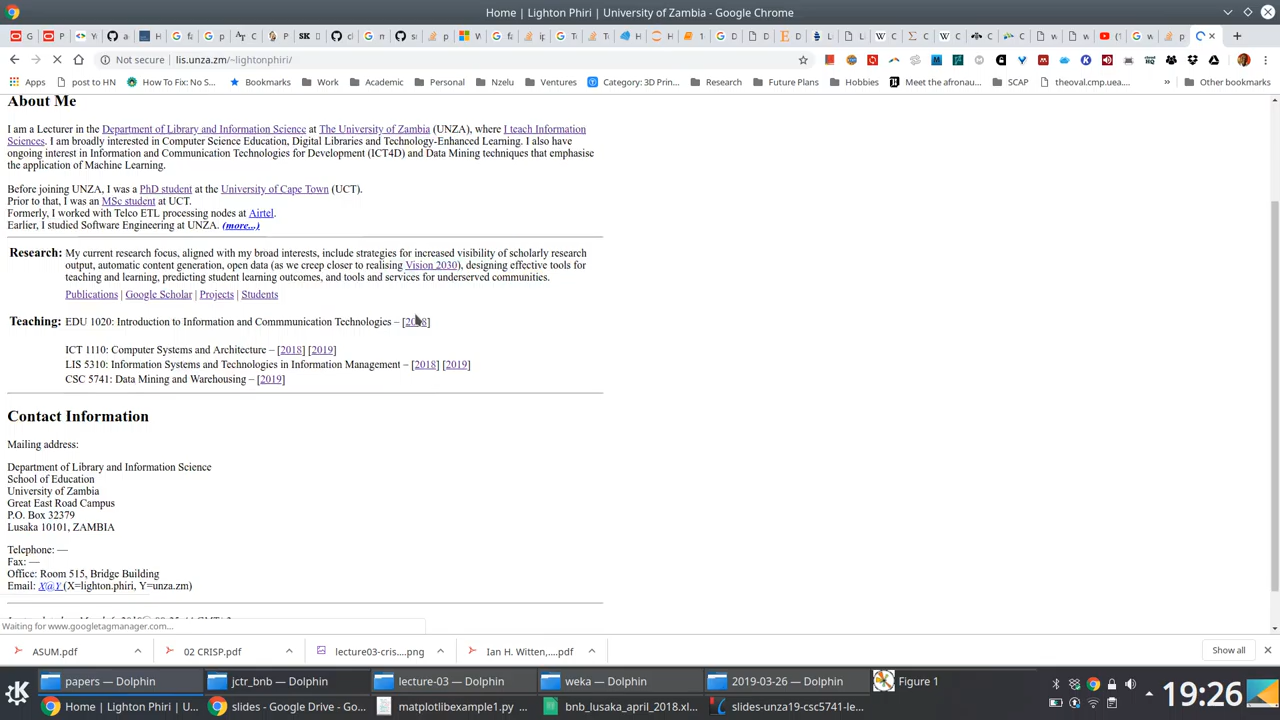 Home | Lighton Phiri | University of Zambia - Google Chrome
Not secure | lis.unza.zm/~lightonphiri/
Apps post to HN How To Fix: No S... Bookmarks Work Academic Personal Nzelu Ventures Category: 3D Print... Research Future Plans Hobbies Meet the afronau... SCAP theoval.cmp.uea.... » Other bookmarks
About Me
I am a Lecturer in the Department of Library and Information Science at The University of Zambia (UNZA), where I teach Information
Sciences. I am broadly interested in Computer Science Education, Digital Libraries and Technology-Enhanced Learning. I also have
ongoing interest in Information and Communication Technologies for Development (ICT4D) and Data Mining techniques that emphasise
the application of Machine Learning.
Before joining UNZA, I was a PhD student at the University of Cape Town (UCT).
Prior to that, I was an MSc student at UCT.
Formerly, I worked with Telco ETL processing nodes at Airtel.
Earlier, I studied Software Engineering at UNZA. (more...)
Research: My current research focus, aligned with my broad interests, include strategies for increased visibility of scholarly research
output, automatic content generation, open data (as we creep closer to realising Vision 2030), designing effective tools for
teaching and learning, predicting student learning outcomes, and tools and services for underserved communities.
Publications | Google Scholar | Projects | Students
Teaching: EDU 1020: Introduction to Information and Commmunication Technologies – [2018]
ICT 1110: Computer Systems and Architecture – [2018] [2019]
LIS 5310: Information Systems and Technologies in Information Management – [2018] [2019]
CSC 5741: Data Mining and Warehousing – [2019]
Contact Information
Mailing address:
Department of Library and Information Science
School of Education
University of Zambia
Great East Road Campus
P.O. Box 32379
Lusaka 10101, ZAMBIA
Telephone: —
Fax: —
Office: Room 515, Bridge Building
Email: X@Y (X=lighton.phiri, Y=unza.zm)
Waiting for www.googletagmanager.com...
ASUM.pdf 02 CRISP.pdf lecture03-cris....png Ian H. Witten,....pdf Show all
papers — Dolphin jctr_bnb — Dolphin lecture-03 — Dolphin weka — Dolphin 2019-03-26 — Dolphin Figure 1
Home | Lighton Phiri | U... slides - Google Drive - Go... matplotlibexample1.py ... bnb_lusaka_april_2018.xl... slides-unza19-csc5741-le...
19:26